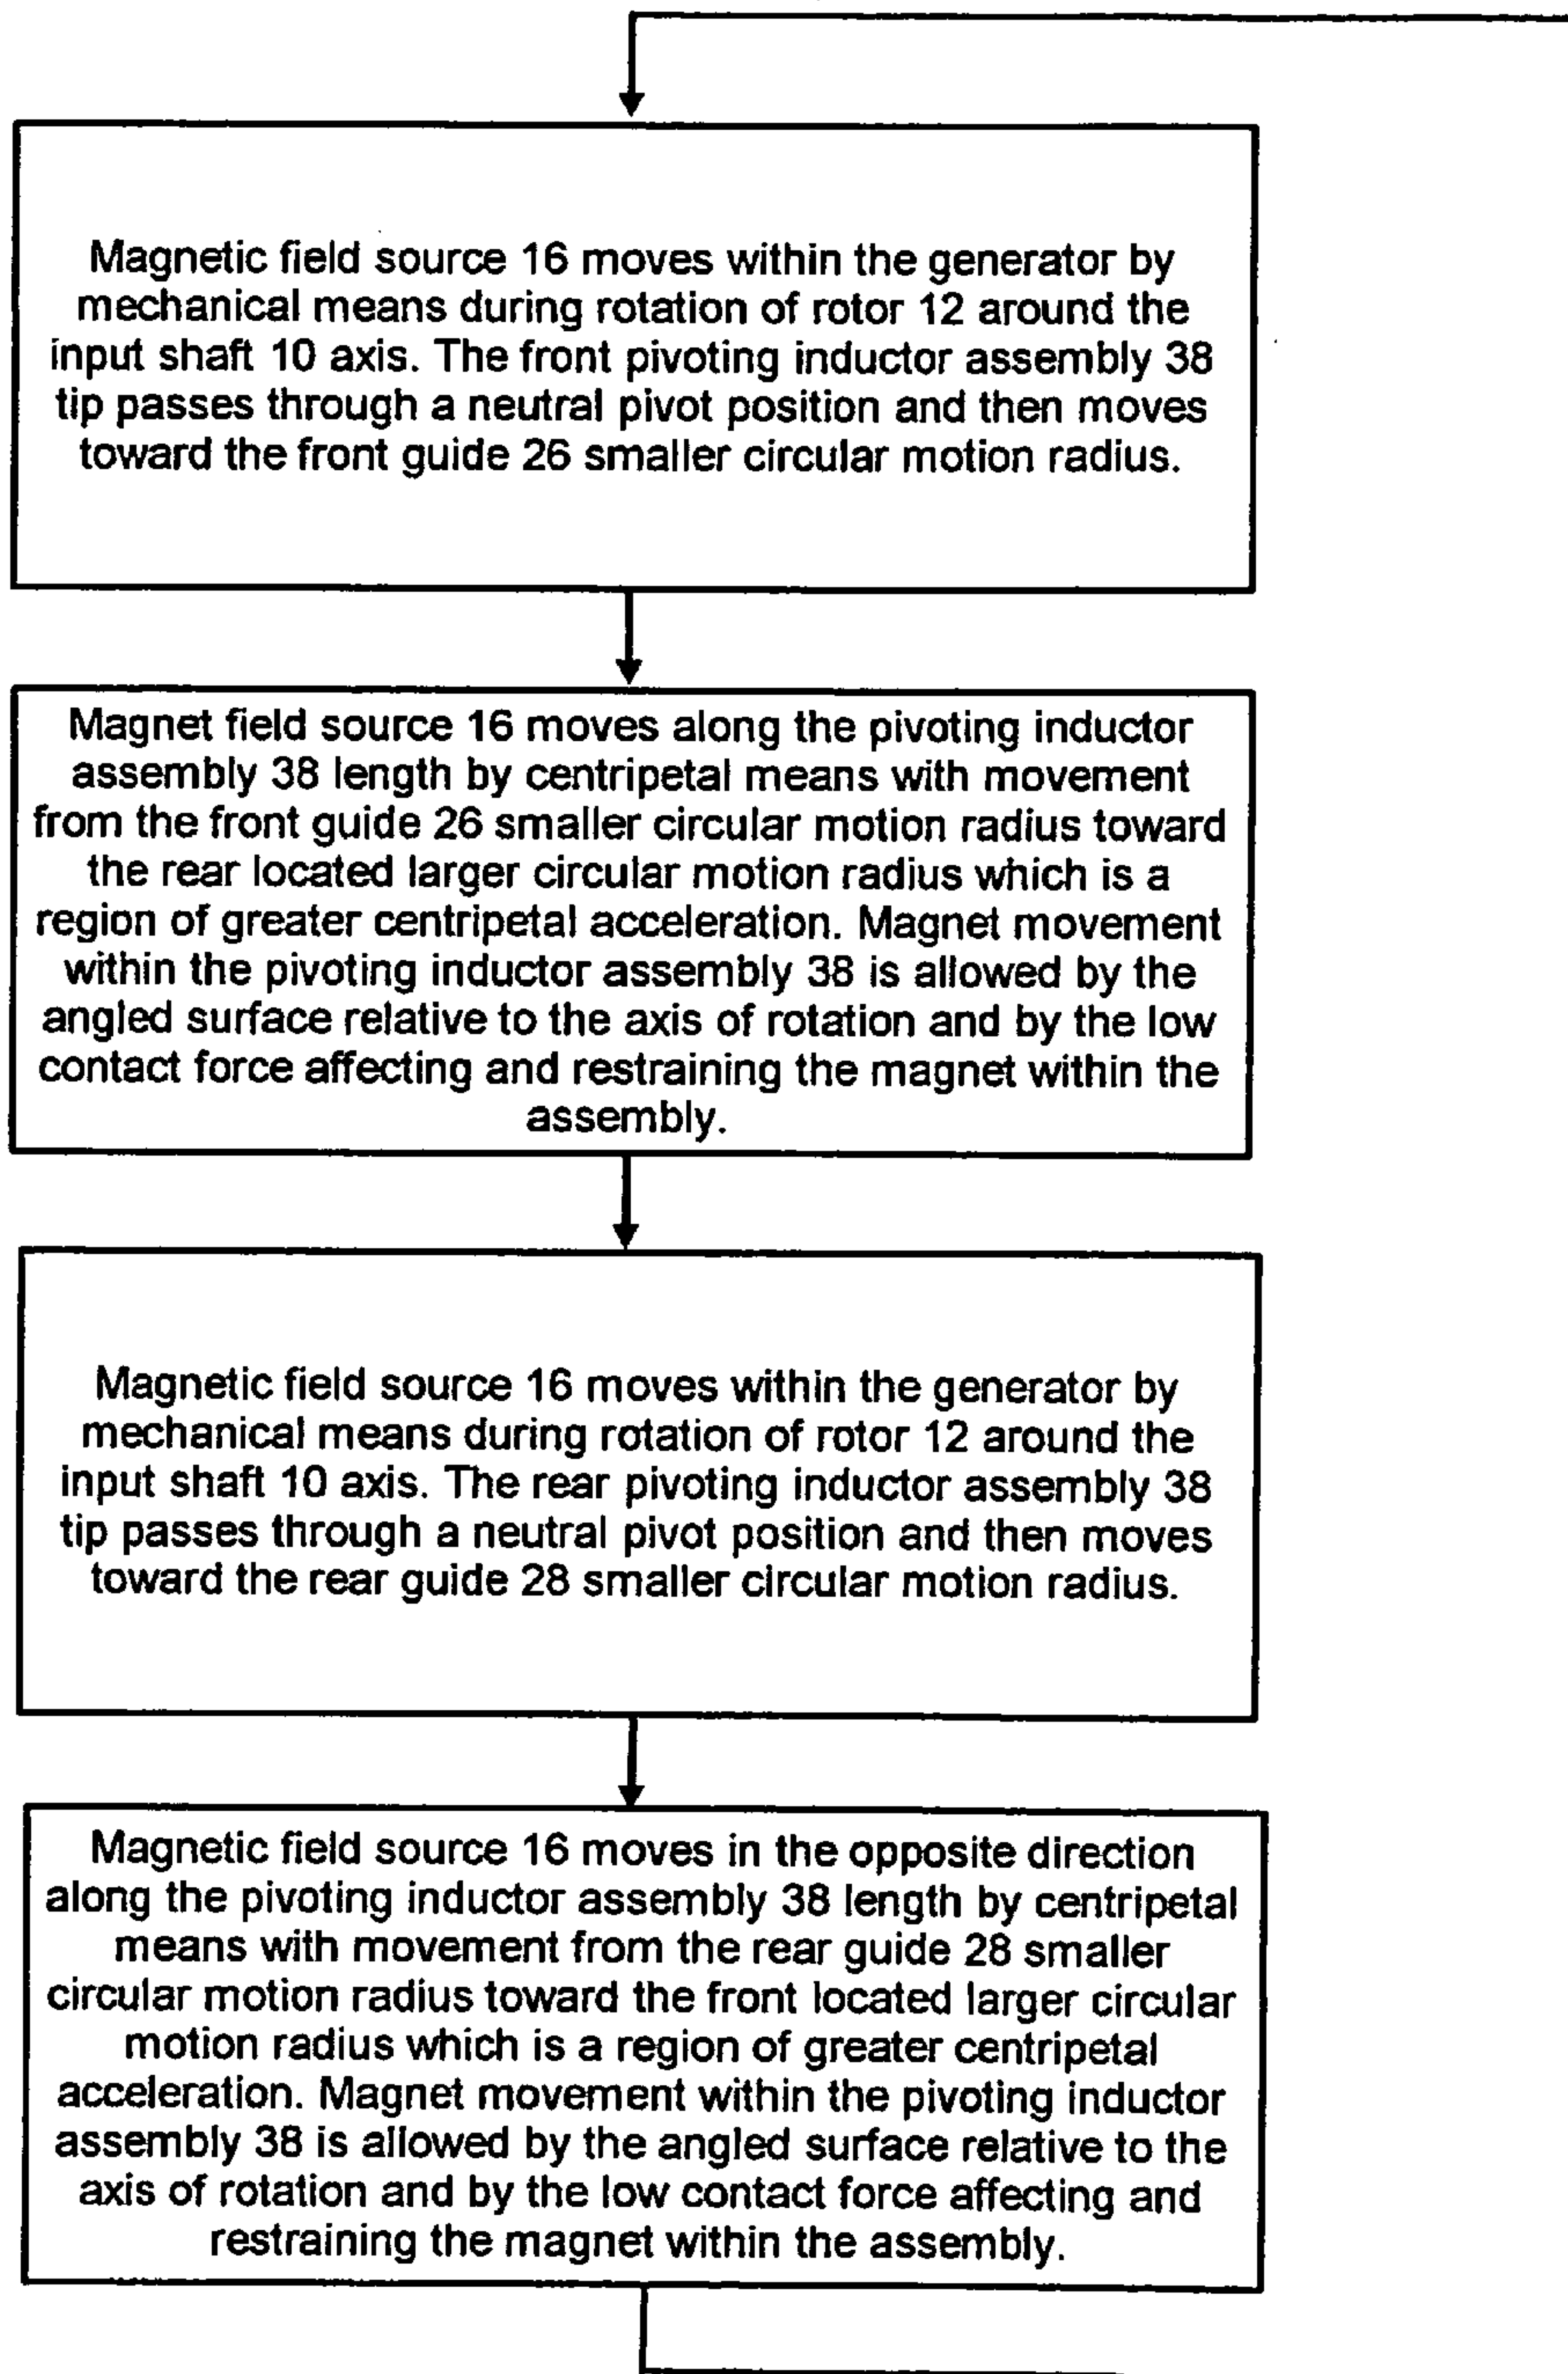 Magnetic field source 16 moves within the generator by
mechanical means during rotation of rotor 12 around the
input shaft 10 axis. The front pivoting inductor assembly 38
tip passes through a neutral pivot position and then moves
toward the front guide 26 smaller circular motion radius.
Magnet field source 16 moves along the pivoting inductor
assembly 38 length by centripetal means with movement
from the front guide 26 smaller circular motion radius toward
the rear located larger circular motion radius which is a
region of greater centripetal acceleration. Magnet movement
within the pivoting inductor assembly 38 is allowed by the
angled surface relative to the axis of rotation and by the low
contact force affecting and restraining the magnet within the
assembly.
Magnetic field source 16 moves within the generator by
mechanical means during rotation of rotor 12 around the
input shaft 10 axis. The rear pivoting inductor assembly 38
tip passes through a neutral pivot position and then moves
toward the rear guide 28 smaller circular motion radius.
Magnetic field source 16 moves in the opposite direction
along the pivoting inductor assembly 38 length by centripetal
means with movement from the rear guide 28 smaller
circular motion radius toward the front located larger circular
motion radius which is a region of greater centripetal
acceleration. Magnet movement within the pivoting inductor
assembly 38 is allowed by the angled surface relative to the
axis of rotation and by the low contact force affecting and
restraining the magnet within the assembly.